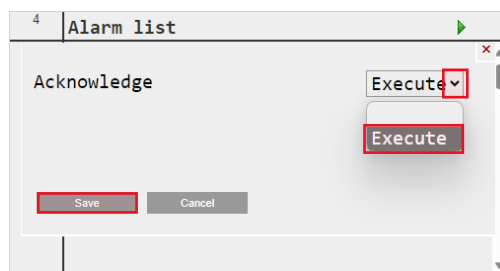 4
Alarm list
×
Acknowledge Execute
Execute
Save Cancel